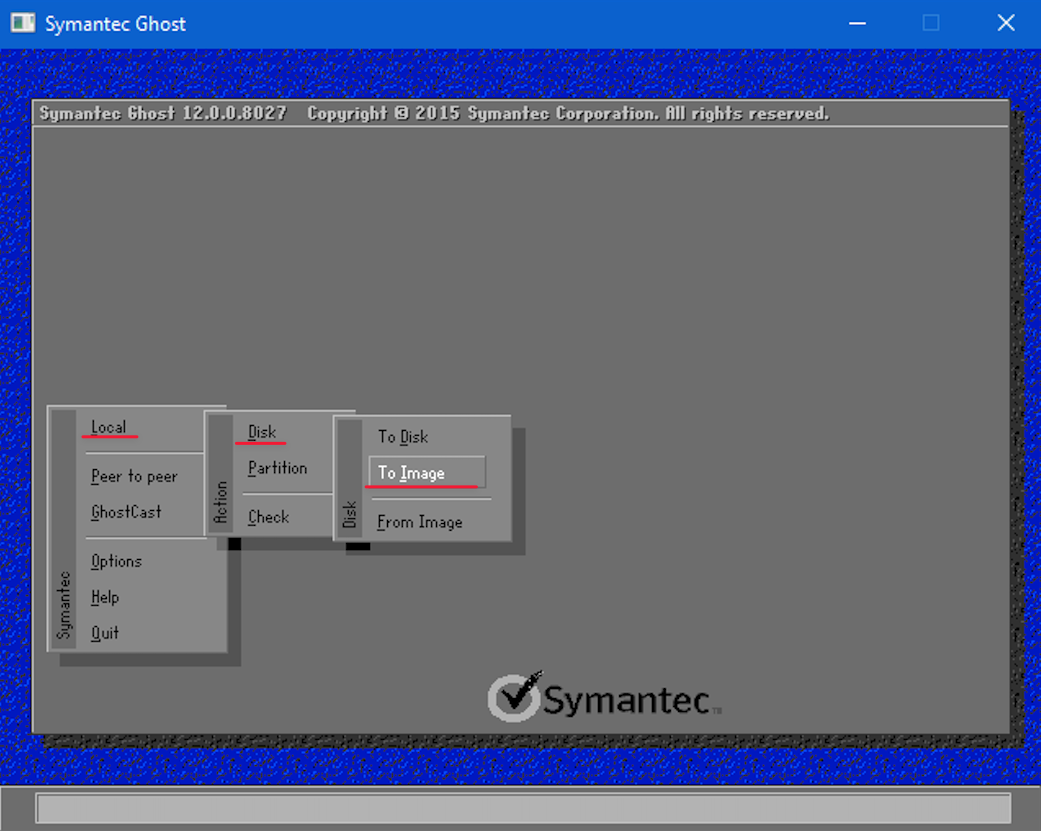 Symantec Ghost
Symantec Ghost 12.0.0.8027 Copyright @ 2015 Symantec Corporation. All rights reserved.
Symantec
Local
Peer to peer
GhostCast
Options
Help
Quit
Action
Disk
Partition
Check
Disk
To Disk
To Image
From Image
Symantec™